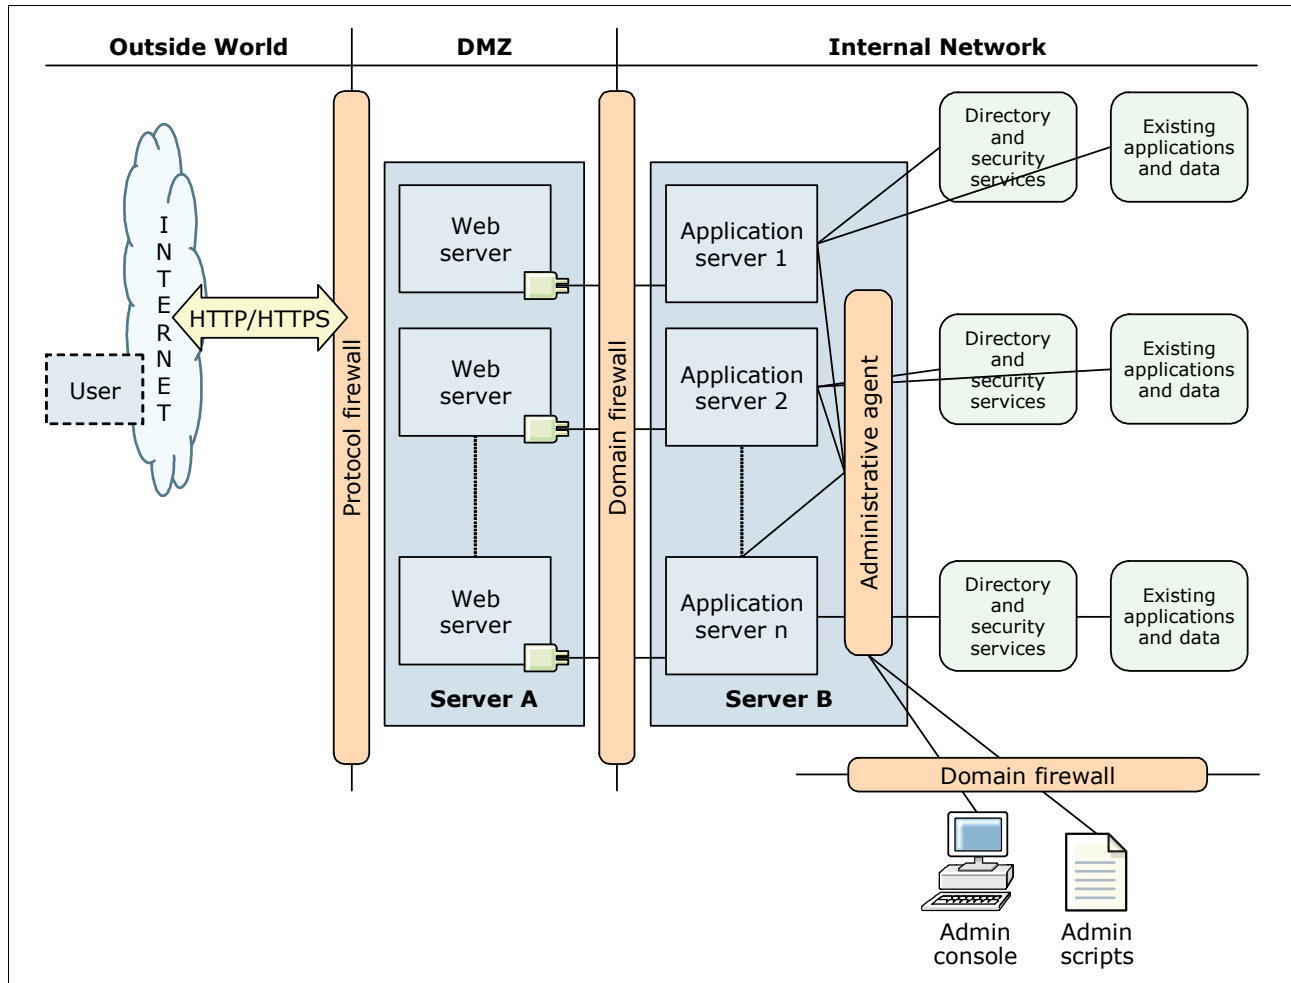 Outside World
DMZ
Internal Network
INTERNET
HTTP/HTTPS
User
Protocol firewall
Web
server
Web
server
Web
server
Server A
Domain firewall
Application
server 1
Application
server 2
Application
server n
Server B
Administrative agent
Directory
and
security
services
Existing
applications
and data
Directory
and
security
services
Existing
applications
and data
Directory
and
security
services
Existing
applications
and data
Domain firewall
Admin
console
Admin
scripts